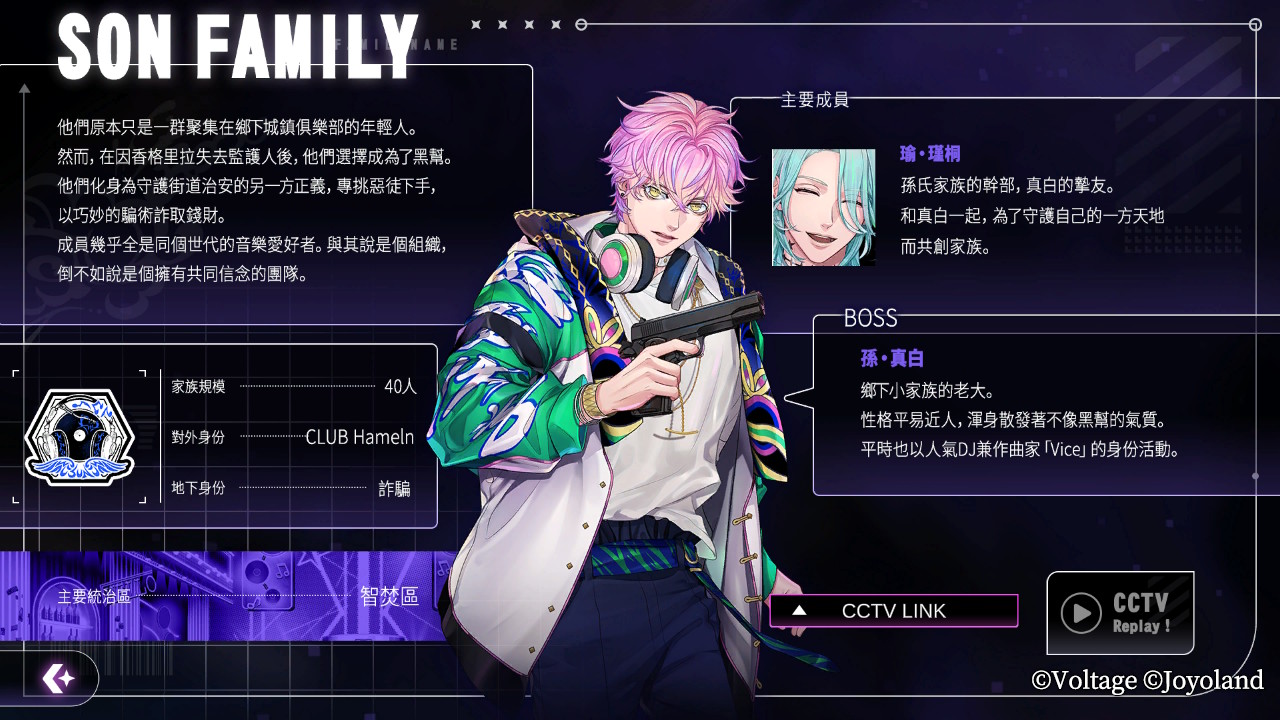 SON FAMILY
FAMILY NAME
他們原本只是一群聚集在鄉下城鎮俱樂部的年輕人。
然而，在因香格里拉失去監護人後，他們選擇成為了黑幫。
他們化身為守護街道治安的另一方正義，專挑惡徒下手，
以巧妙的騙術詐取錢財。
成員幾乎全是同個世代的音樂愛好者。與其說是個組織，
倒不如說是個擁有共同信念的團隊。
家族規模 40人
對外身份 CLUB Hameln
地下身份 詐騙
主要統治區 智焚區
主要成員
瑜・瑾桐
孫氏家族的幹部，真白的摯友。
和真白一起，為了守護自己的一方天地
而共創家族。
BOSS
孫・真白
鄉下小家族的老大。
性格平易近人，渾身散發著不像黑幫的氣質。
平時也以人氣DJ兼作曲家「Vice」的身份活動。
CCTV LINK
CCTV
Replay!
©Voltage ©Joyoland